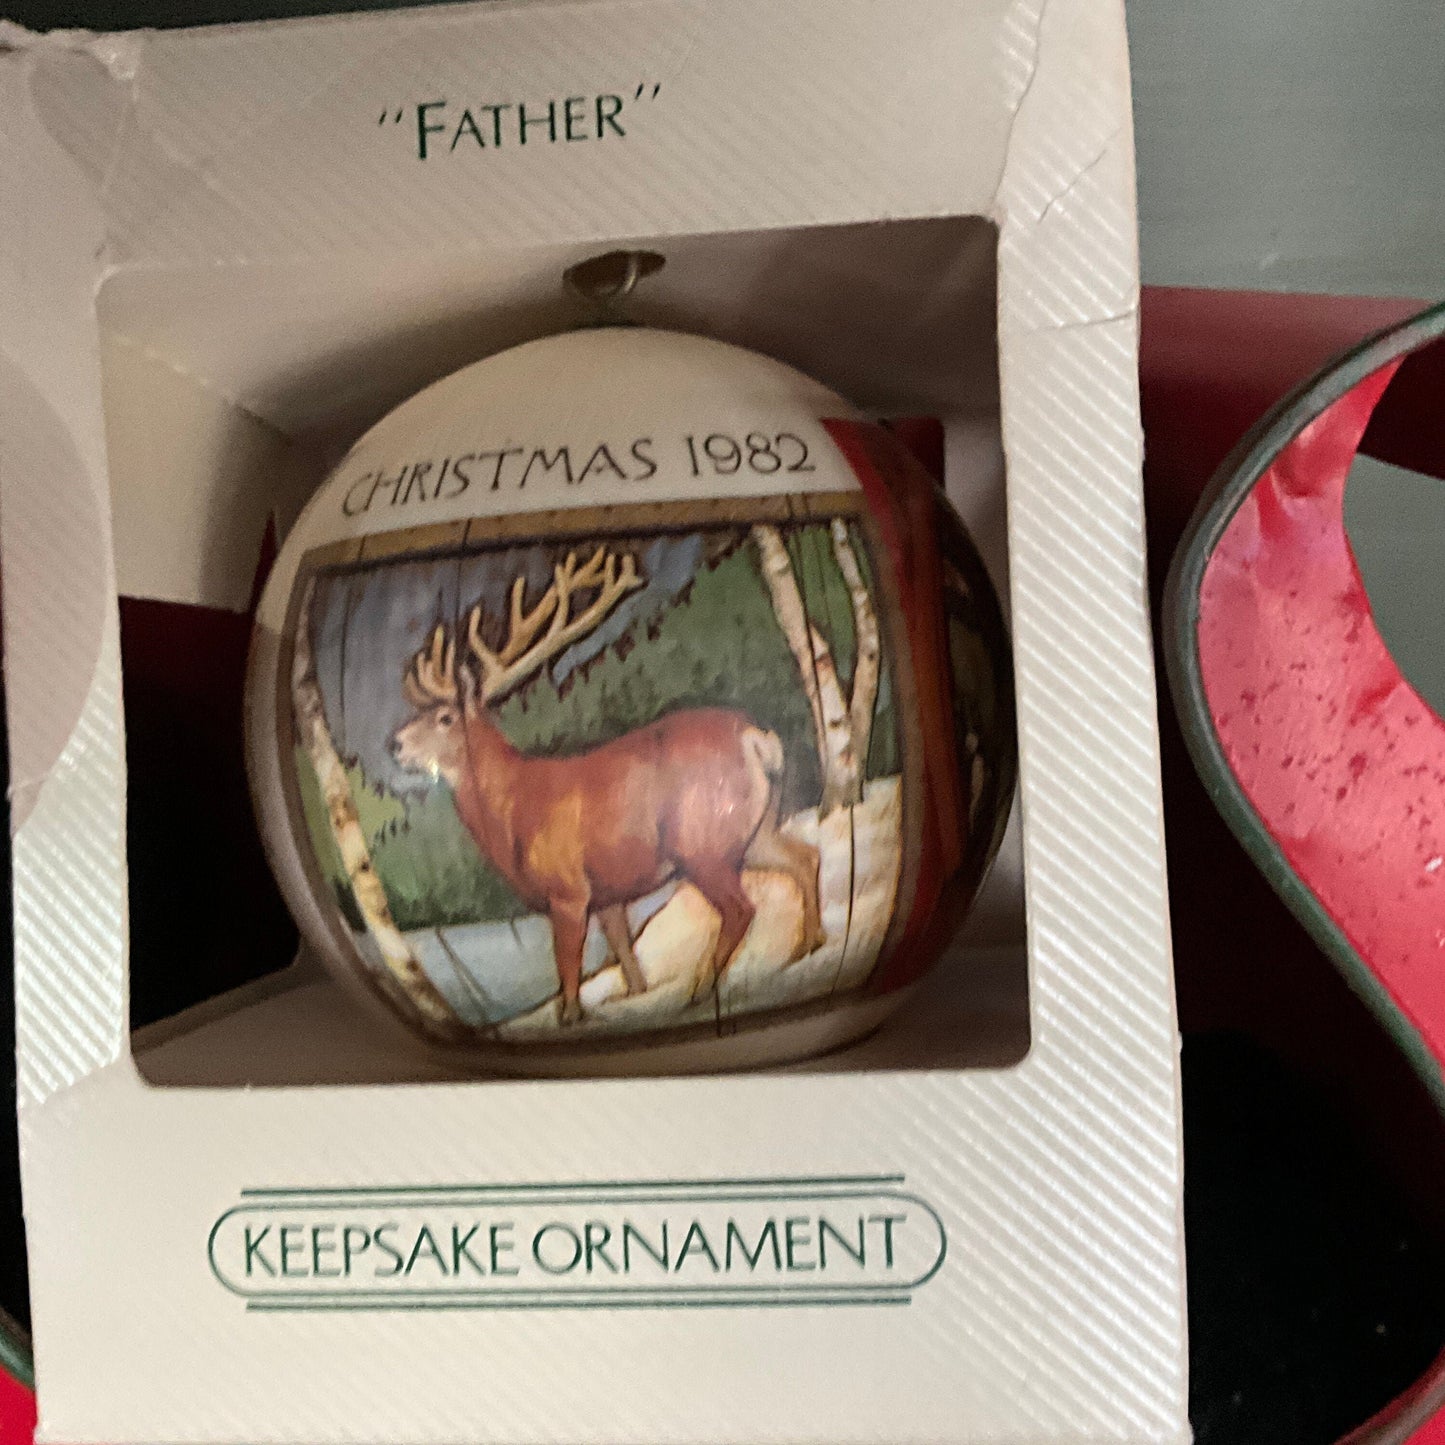 "FATHER"
CHRISTMAS 1982
KEEPSAKE ORNAMENT